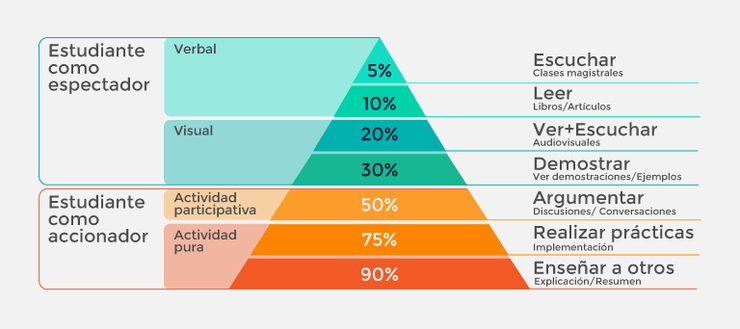 Estudiante
como
espectador
Verbal
5%
Escuchar
Clases magistrales
10%
Leer
Libros/Artículos
Visual
20%
Ver+Escuchar
Audiovisuales
30%
Demostrar
Ver demostraciones/Ejemplos
Estudiante
como
accionador
Actividad
participativa
50%
Argumentar
Discusiones/ Conversaciones
Actividad
pura
75%
Realizar prácticas
Implementación
90%
Enseñar a otros
Explicación/Resumen